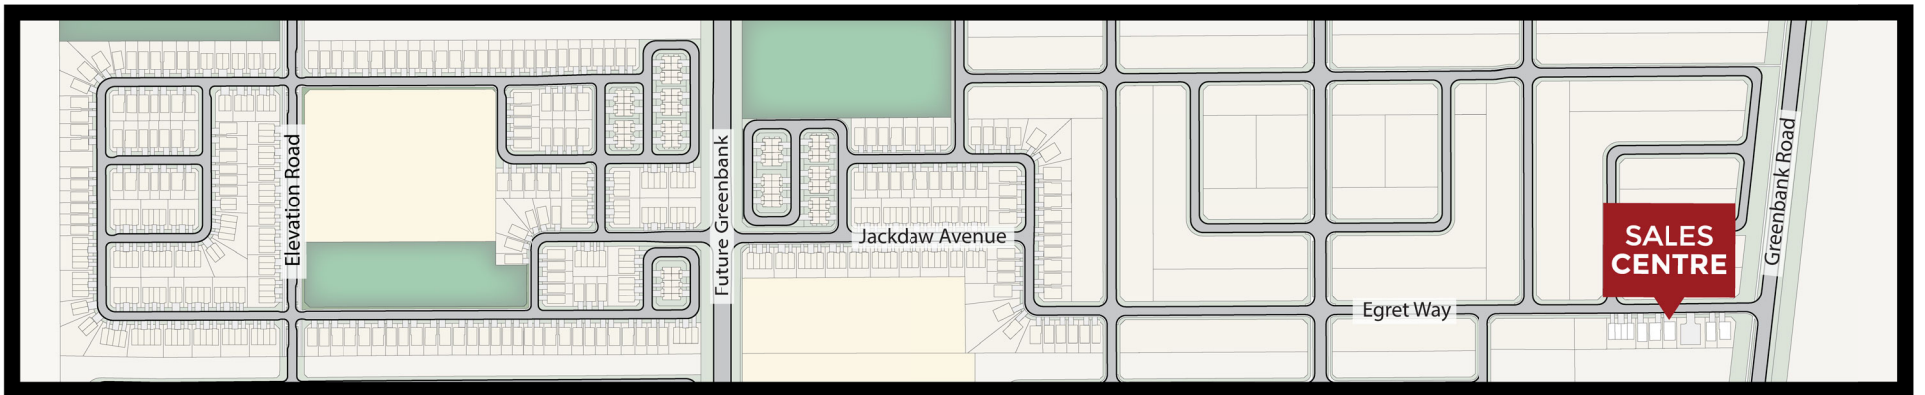 Elevation Road
Future Greenbank
Jackdaw Avenue
Egret Way
SALES
CENTRE
Greenbank Road